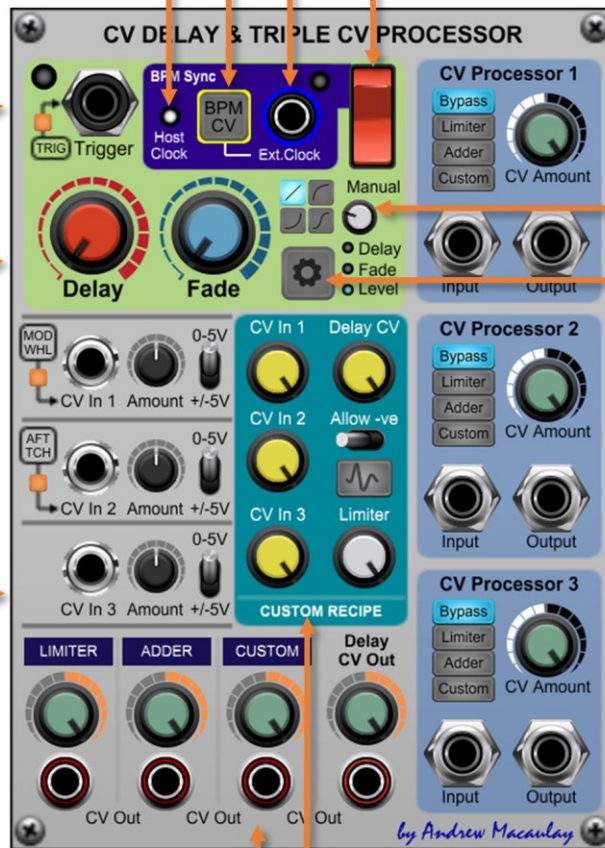 CV DELAY & TRIPLE CV PROCESSOR
BPM Sync
TRIG
Trigger
Host
Clock
BPM
CV
Ext.Clock
Manual
Delay
Fade
Delay
Fade
Level
MOD
WHL
CV In 1
Amount
0-5V
+/-5V
AFT
TCH
CV In 2
Amount
0-5V
+/-5V
CV In 3
Amount
0-5V
+/-5V
CV In 1
Delay CV
CV In 2
Allow -ve
CV In 3
Limiter
CUSTOM RECIPE
LIMITER
ADDER
CUSTOM
Delay
CV Out
CV Out
CV Out
CV Out
CV Processor 1
Bypass
Limiter
Adder
Custom
CV Amount
Input
Output
CV Processor 2
Bypass
Limiter
Adder
Custom
CV Amount
Input
Output
CV Processor 3
Bypass
Limiter
Adder
Custom
CV Amount
Input
Output
by Andrew Macaulay